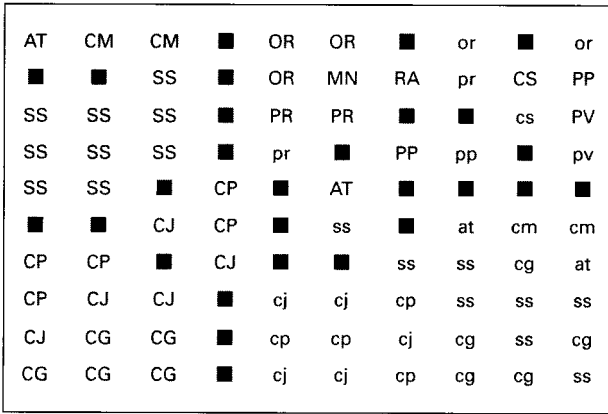 AT CM CM ■ OR OR ■ or ■ or
■ ■ SS ■ OR MN RA pr CS PP
SS SS SS ■ PR PR ■ ■ cs PV
SS SS SS ■ pr ■ PP pp ■ pv
SS SS ■ CP ■ AT ■ ■ ■ ■
■ ■ CJ CP ■ ss ■ at cm cm
CP CP ■ CJ ■ ■ ss ss cg at
CP CJ CJ ■ cj cj cp ss ss ss
CJ CG CG ■ cp cp cj cg ss cg
CG CG CG ■ cj cj cp cg cg ss